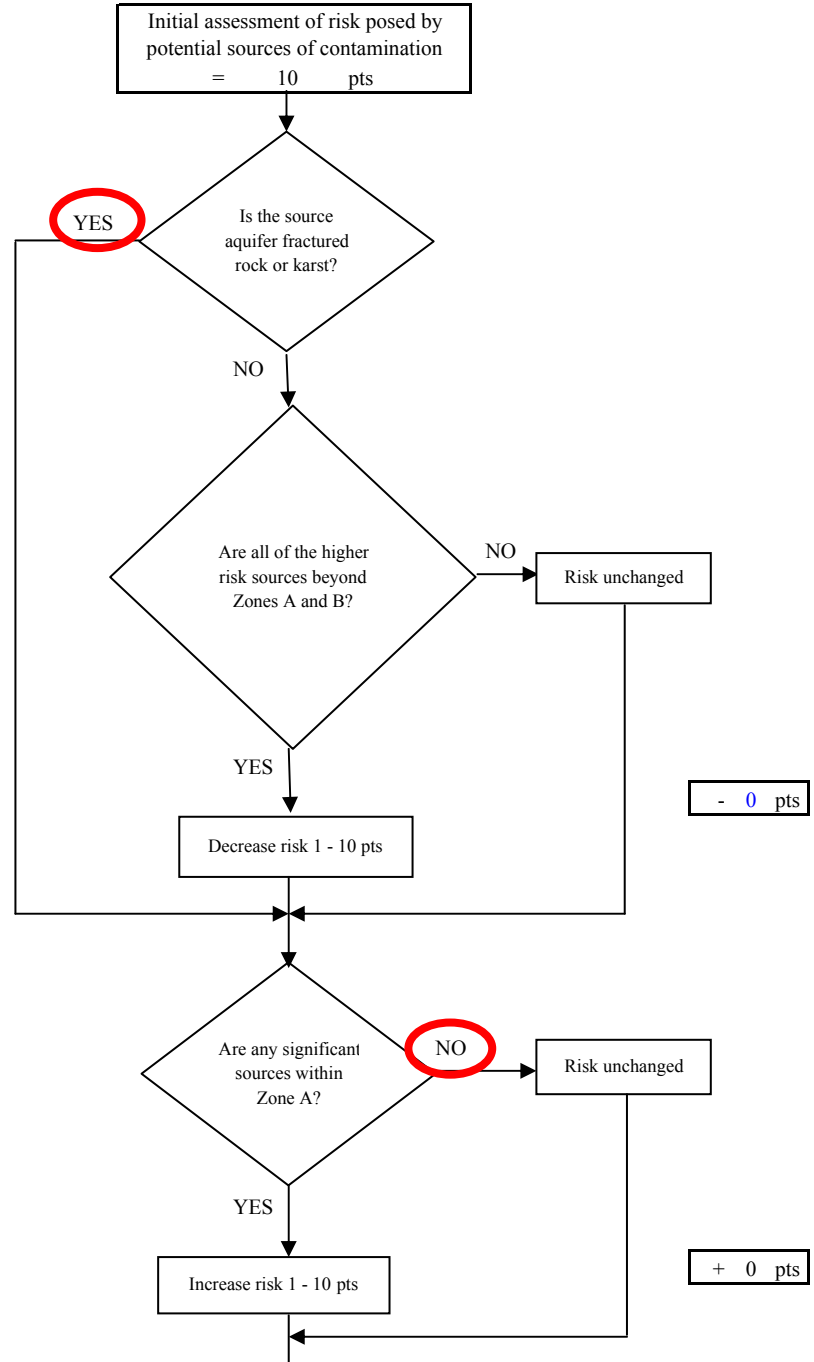 Initial assessment of risk posed by
potential sources of contamination
= 10 pts
YES
Is the source
aquifer fractured
rock or karst?
NO
Are all of the higher
risk sources beyond
Zones A and B?
NO
Risk unchanged
YES
- 0 pts
Decrease risk 1 - 10 pts
Are any significant
sources within
Zone A?
NO
Risk unchanged
YES
+ 0 pts
Increase risk 1 - 10 pts